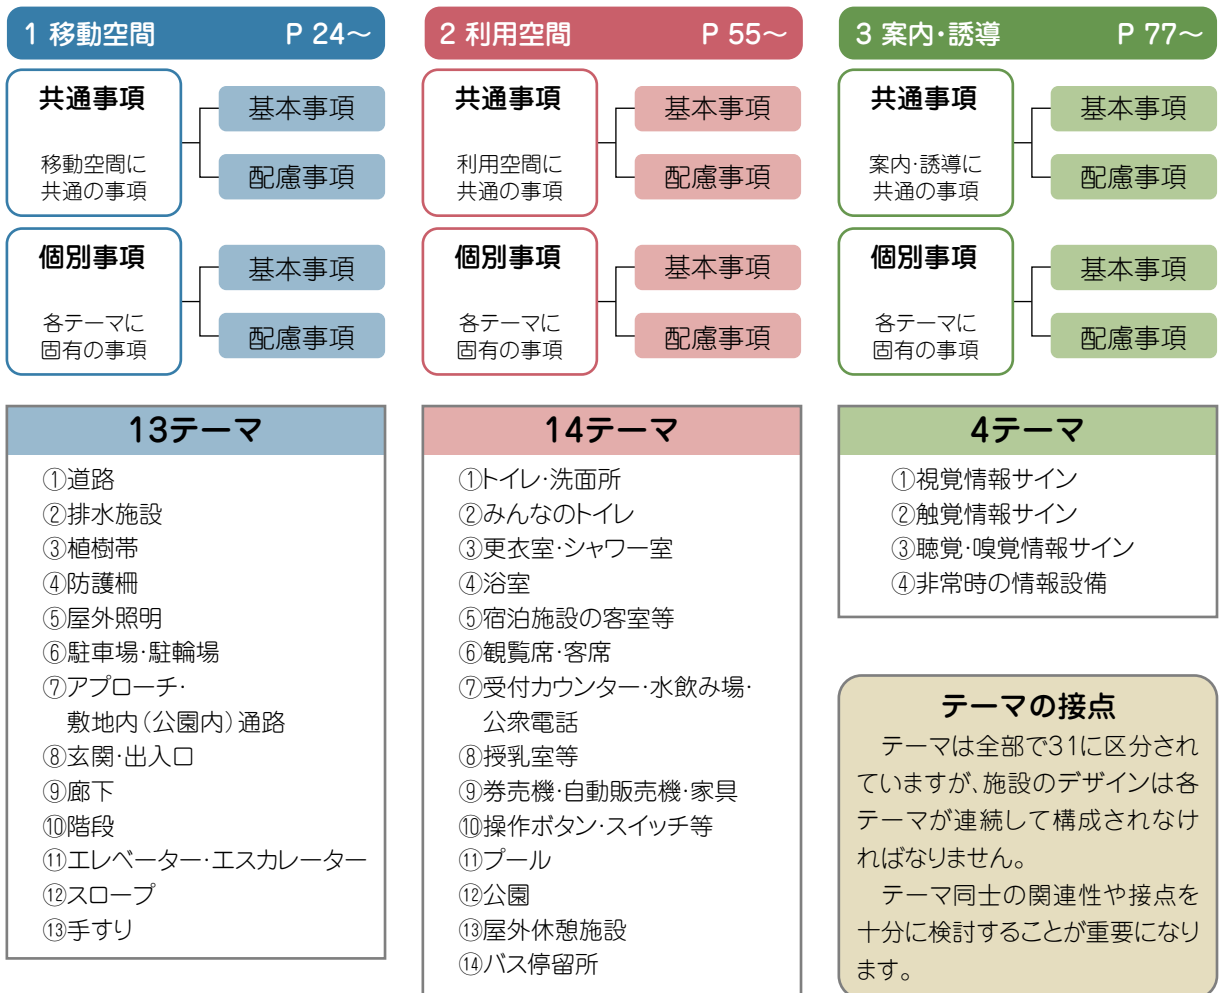 1 移動空間 P 24〜
共通事項
移動空間に
共通の事項
基本事項
配慮事項
個別事項
各テーマに
固有の事項
基本事項
配慮事項
13テーマ
①道路
②排水施設
③植樹帯
④防護柵
⑤屋外照明
⑥駐車場･駐輪場
⑦アプローチ･
敷地内(公園内)通路
⑧玄関･出入口
⑨廊下
⑩階段
⑪エレベーター･エスカレーター
⑫スロープ
⑬手すり
2 利用空間 P 55〜
共通事項
利用空間に
共通の事項
基本事項
配慮事項
個別事項
各テーマに
固有の事項
基本事項
配慮事項
14テーマ
①トイレ･洗面所
②みんなのトイレ
③更衣室･シャワー室
④浴室
⑤宿泊施設の客室等
⑥観覧席･客席
⑦受付カウンター･水飲み場･
公衆電話
⑧授乳室等
⑨券売機･自動販売機･家具
⑩操作ボタン･スイッチ等
⑪プール
⑫公園
⑬屋外休憩施設
⑭バス停留所
3 案内･誘導 P 77〜
共通事項
案内･誘導に
共通の事項
基本事項
配慮事項
個別事項
各テーマに
固有の事項
基本事項
配慮事項
4テーマ
①視覚情報サイン
②触覚情報サイン
③聴覚･嗅覚情報サイン
④非常時の情報設備
テーマの接点
テーマは全部で31に区分され
ていますが、施設のデザインは各
テーマが連続して構成されなけ
ればなりません。
テーマ同士の関連性や接点を
十分に検討することが重要になり
ます。